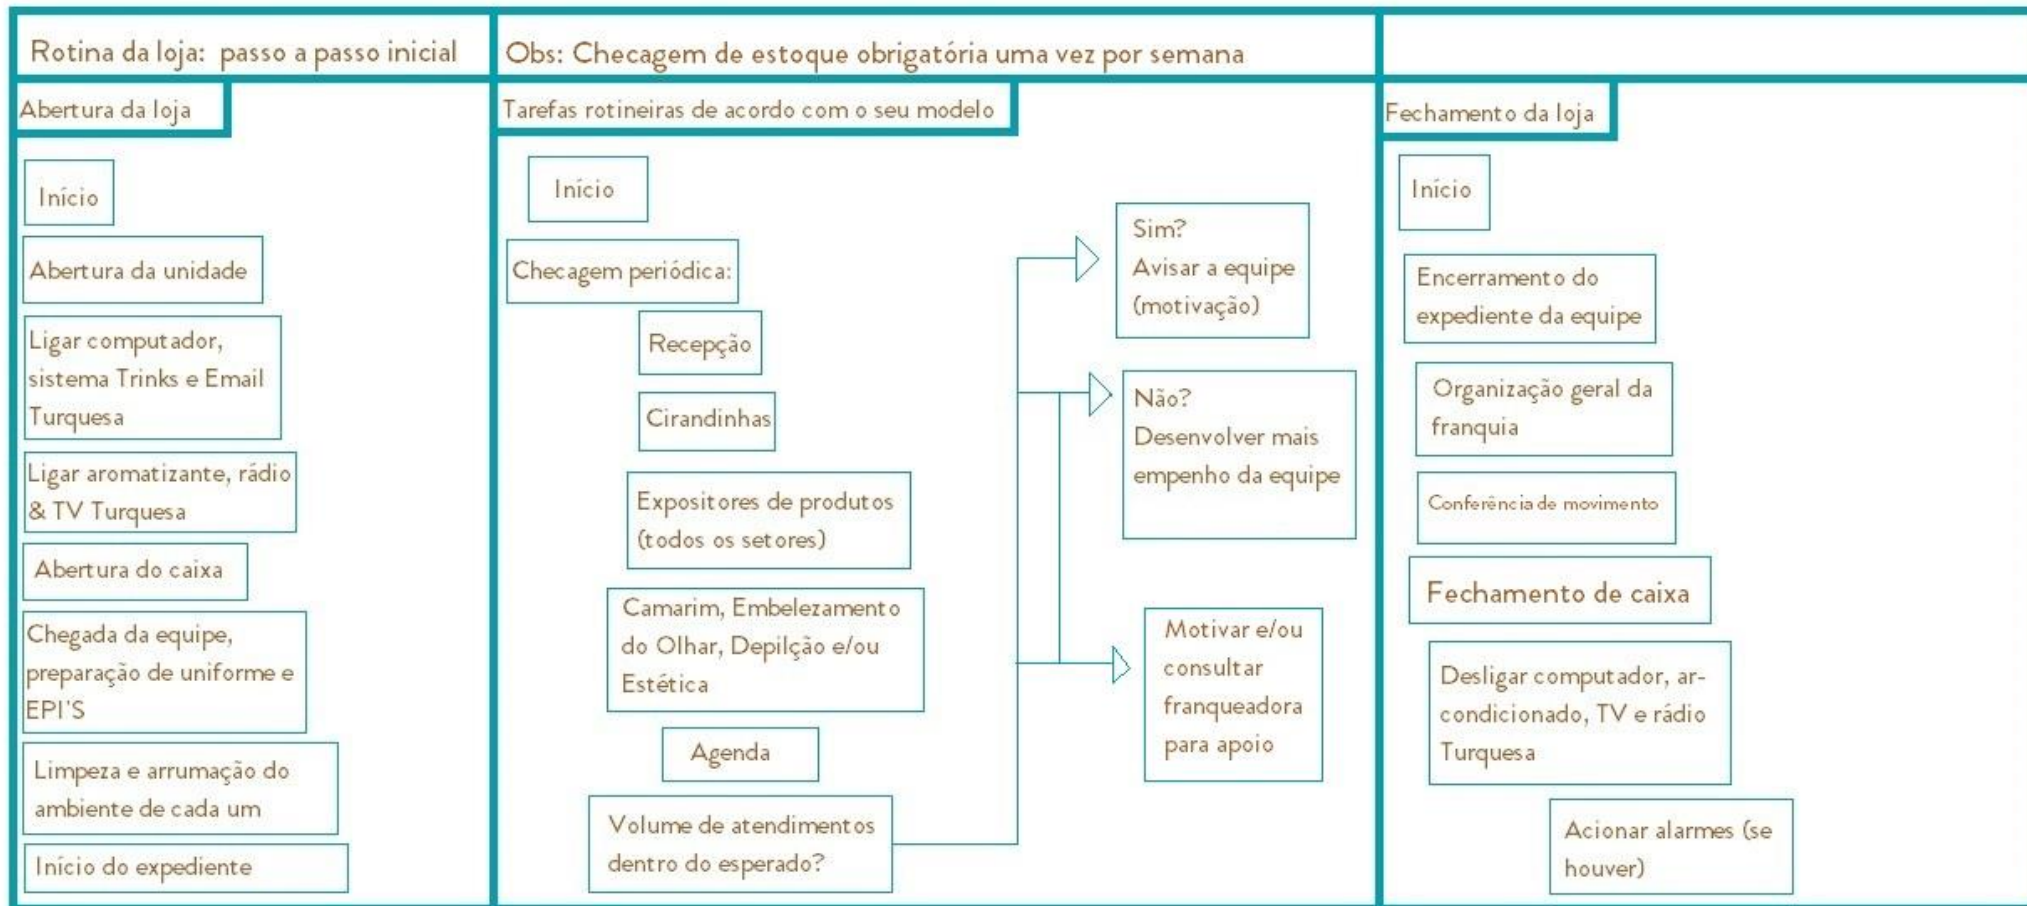 Rotina da loja: passo a passo inicial
Obs: Checagem de estoque obrigatória uma vez por semana
Abertura da loja
Início
Abertura da unidade
Ligar computador,
sistema Trinks e Email
Turquesa
Ligar aromatizante, rádio
& TV Turquesa
Abertura do caixa
Chegada da equipe,
preparação de uniforme e
EPI'S
Limpeza e arrumação do
ambiente de cada um
Início do expediente
Tarefas rotineiras de acordo com o seu modelo
Início
Checagem periódica:
Recepção
Cirandinhas
Expositores de produtos
(todos os setores)
Camarim, Embelezamento
do Olhar, Depilção e/ou
Estética
Agenda
Volume de atendimentos
dentro do esperado?
Sim?
Avisar a equipe
(motivação)
Não?
Desenvolver mais
empenho da equipe
Motivar e/ou
consultar
franqueadora
para apoio
Fechamento da loja
Início
Encerramento do
expediente da equipe
Organização geral da
franquia
Conferência de movimento
Fechamento de caixa
Desligar computador, ar-
condicionado, TV e rádio
Turquesa
Acionar alarmes (se
houver)